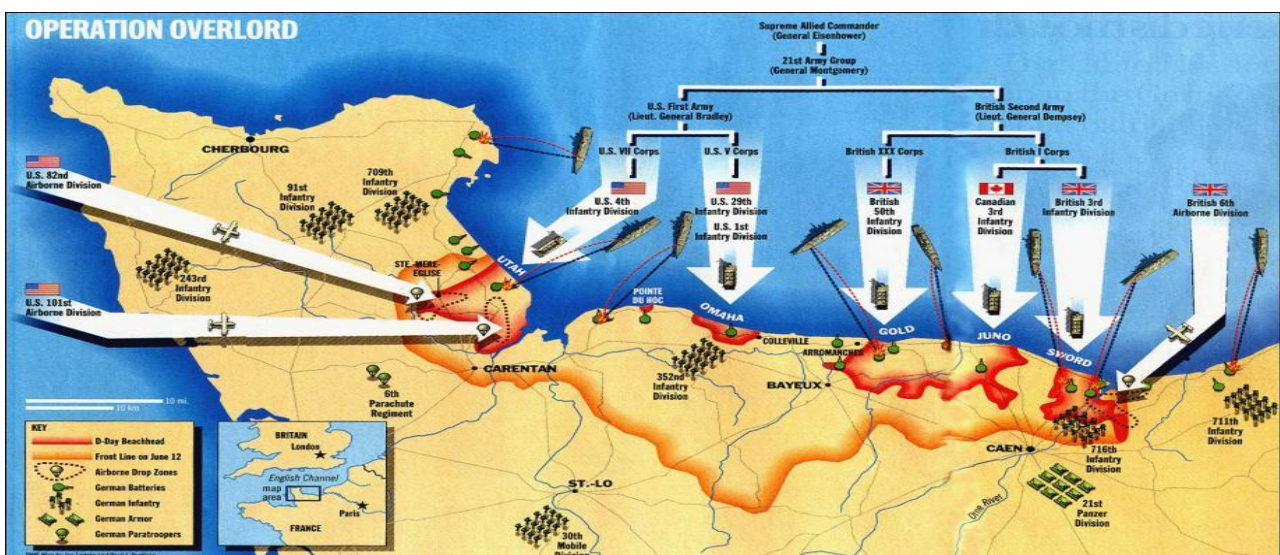 OPERATION OVERLORD
Supreme Allied Commander
(General Eisenhower)
21st Army Group
(General Montgomery)
U.S. First Army
(Lieut. General Bradley)
British Second Army
(Lieut. General Dempsey)
U.S. VII Corps
U.S. V Corps
British XXX Corps
British I Corps
U.S. 82nd
Airborne Division
U.S. 4th
Infantry Division
U.S. 29th
Infantry Division
U.S. 1st
Infantry Division
British
50th
Infantry
Division
Canadian
3rd
Infantry
Division
British 3rd
Infantry Division
British 6th
Airborne Division
CHERBOURG
91st
Infantry
Division
709th
Infantry
Division
243rd
Infantry
Division
STE.-MERE-
EGLISE
UTAH
U.S. 101st
Airborne Division
POINTE
DU HOC
OMAHA
COLLEVILLE
GOLD
ARROMANCHES
JUNO
SWORD
CARENTAN
6th
Parachute
Regiment
352nd
Infantry
Division
BAYEUX
CAEN
716th
Infantry
Division
711th
Infantry
Division
21st
Panzer
Division
Orne River
ST.-LO
30th
Mobile
Division
10 mi.
10 km
KEY
D-Day Beachhead
Front Line on June 12
Airborne Drop Zones
German Batteries
German Infantry
German Armor
German Paratroopers
BRITAIN
London
English Channel
map
area
Paris
FRANCE